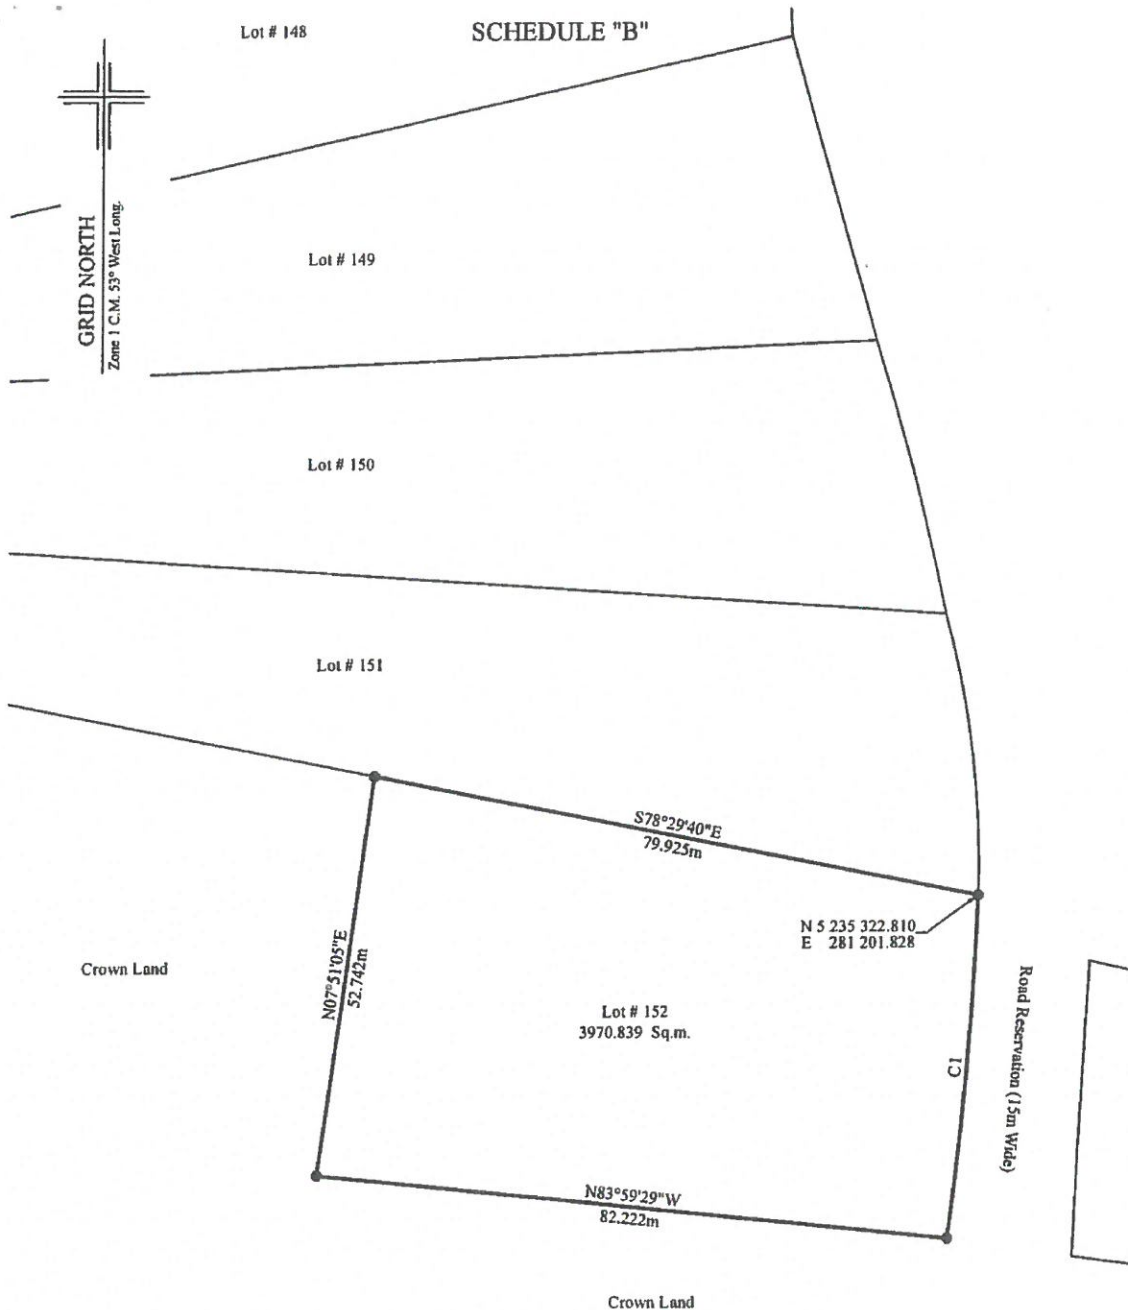 Lot # 148
SCHEDULE "B"
GRID NORTH
Zone 1 C.M. 53° West Long.
Lot # 149
Lot # 150
Lot # 151
S78°29'40"E
79.925m
N 5 235 322.810
E 281 201.828
N07°51'05"E
52.742m
Crown Land
Lot # 152
3970.839 Sq.m.
C1
Road Reservation (15m Wide)
N83°59'29"W
82.222m
Crown Land